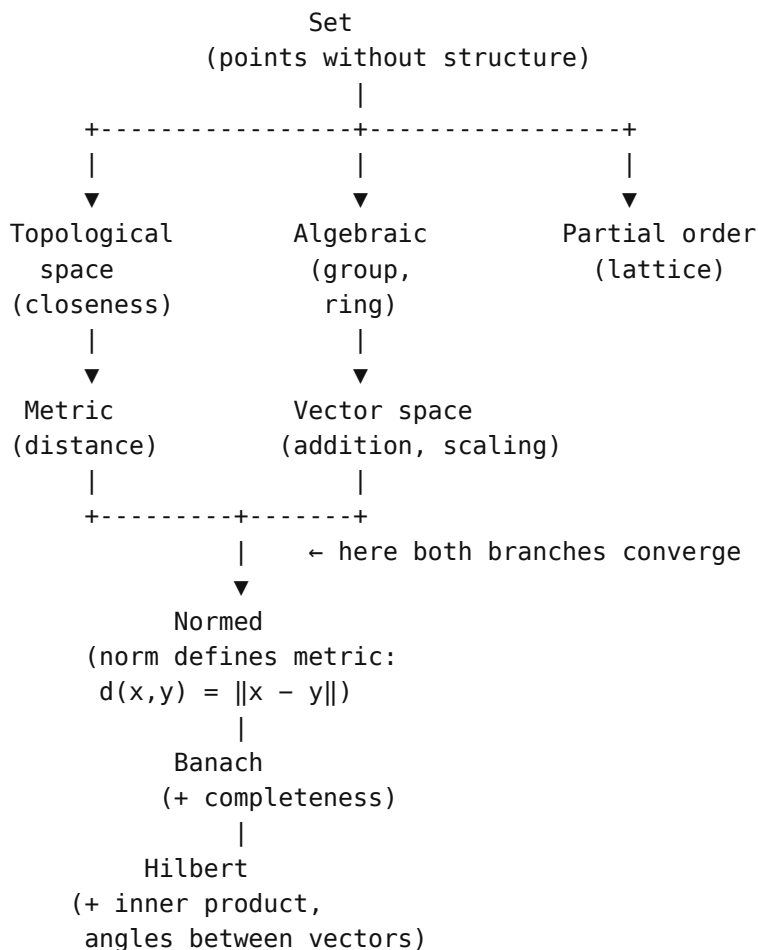 Set
(points without structure)
|
+-----------------+-----------------+
| | |
▼ ▼ ▼
Topological Algebraic Partial order
space (group, (lattice)
(closeness) ring)
| |
▼ ▼
Metric Vector space
(distance) (addition, scaling)
| |
+---------+-------+
| ← here both branches converge
▼
Normed
(norm defines metric:
d(x,y) = ‖x − y‖)
|
Banach
(+ completeness)
|
Hilbert
(+ inner product,
angles between vectors)